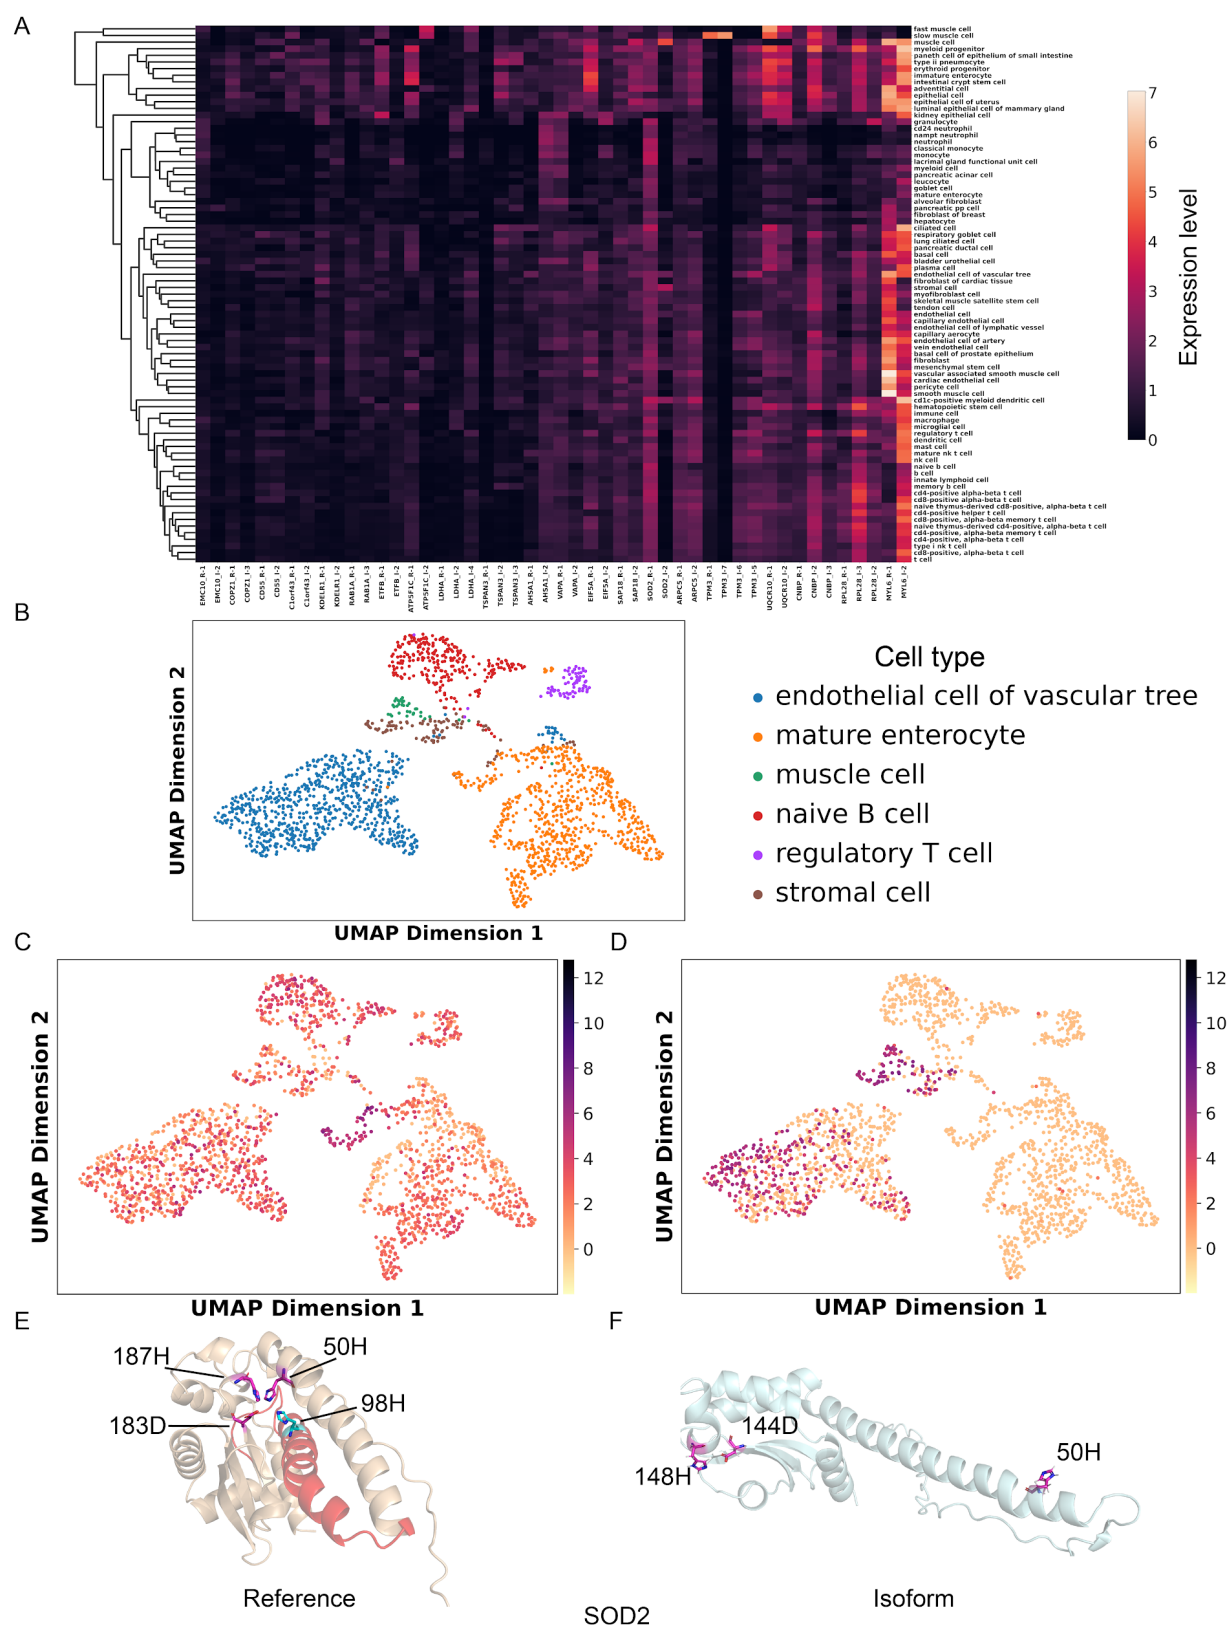 A
fast muscle cell
slow muscle cell
muscle cell
myeloid progenitor
paneth cell of epithelium of small intestine
type ii pneumocyte
erythroid progenitor
immature enterocyte
intestinal crypt stem cell
adventitial cell
epithelial cell
epithelial cell of uterus
luminal epithelial cell of mammary gland
kidney epithelial cell
granulocyte
cd24 neutrophil
nampt neutrophil
neutrophil
classical monocyte
monocyte
lacrimal gland functional unit cell
myeloid cell
pancreatic acinar cell
leucocyte
goblet cell
mature enterocyte
alveolar fibroblast
pancreatic pp cell
fibroblast of breast
hepatocyte
ciliated cell
respiratory goblet cell
lung ciliated cell
pancreatic ductal cell
basal cell
bladder urothelial cell
plasma cell
endothelial cell of vascular tree
fibroblast of cardiac tissue
stromal cell
myofibroblast cell
skeletal muscle satellite stem cell
tendon cell
endothelial cell
capillary endothelial cell
endothelial cell of lymphatic vessel
capillary aerocyte
endothelial cell of artery
vein endothelial cell
basal cell of prostate epithelium
fibroblast
mesenchymal stem cell
vascular associated smooth muscle cell
cardiac endothelial cell
pericyte cell
smooth muscle cell
cd1c-positive myeloid dendritic cell
hematopoietic stem cell
immune cell
macrophage
microglial cell
regulatory t cell
dendritic cell
mast cell
mature nk t cell
nk cell
naive b cell
b cell
innate lymphoid cell
memory b cell
cd4-positive alpha-beta t cell
cd8-positive alpha-beta t cell
naive thymus-derived cd8-positive, alpha-beta t cell
cd4-positive helper t cell
cd8-positive, alpha-beta memory t cell
naive thymus-derived cd4-positive, alpha-beta t cell
cd4-positive, alpha-beta memory t cell
cd4-positive, alpha-beta t cell
type i nk t cell
cd8-positive, alpha-beta t cell
t cell
7
6
5
4
3
2
1
0
Expression level
EMC10_R-1
EMC10_I-2
COPZ1_R-1
COPZ1_I-3
CD55_R-1
CD55_I-2
C1orf43_R-1
C1orf43_I-2
KDELR1_R-1
KDELR1_I-2
RAB1A_R-1
RAB1A_I-3
ETFB_R-1
ETFB_I-2
ATP5F1C_R-1
ATP5F1C_I-2
LDHA_R-1
LDHA_I-2
LDHA_I-4
TSPAN3_R-1
TSPAN3_I-2
TSPAN3_I-3
AHSA1_R-1
AHSA1_I-2
VAPA_R-1
VAPA_I-2
EIF5A_R-1
EIF5A_I-2
SAP18_R-1
SAP18_I-2
SOD2_R-1
SOD2_I-2
ARPC5_R-1
ARPC5_I-2
TPM3_R-1
TPM3_I-7
TPM3_I-6
TPM3_I-5
UQCR10_R-1
UQCR10_I-2
CNBP_R-1
CNBP_I-2
CNBP_I-3
RPL28_R-1
RPL28_I-3
RPL28_I-2
MYL6_R-1
MYL6_I-2
B
UMAP Dimension 2
UMAP Dimension 1
Cell type
endothelial cell of vascular tree
mature enterocyte
muscle cell
naive B cell
regulatory T cell
stromal cell
C
UMAP Dimension 2
UMAP Dimension 1
12
10
8
6
4
2
0
D
UMAP Dimension 2
UMAP Dimension 1
12
10
8
6
4
2
0
E
187H
50H
98H
183D
Reference
F
144D
148H
50H
Isoform
SOD2